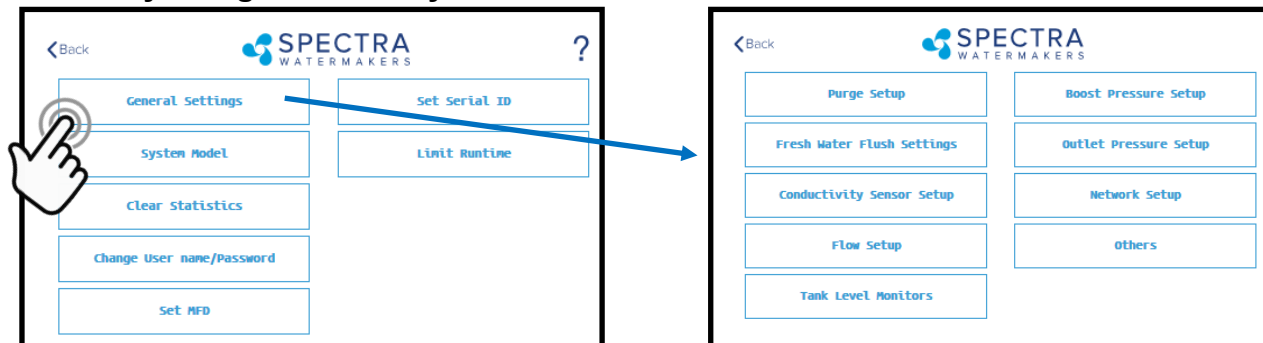 Back
SPECTRA
WATERMAKERS
?
General Settings
Set Serial ID
System Model
Limit Runtime
Clear Statistics
Change User name/Password
Set MFD
Back
SPECTRA
WATERMAKERS
Purge Setup
Boost Pressure Setup
Fresh Water Flush Settings
Outlet Pressure Setup
Conductivity Sensor Setup
Network Setup
Flow Setup
Others
Tank Level Monitors